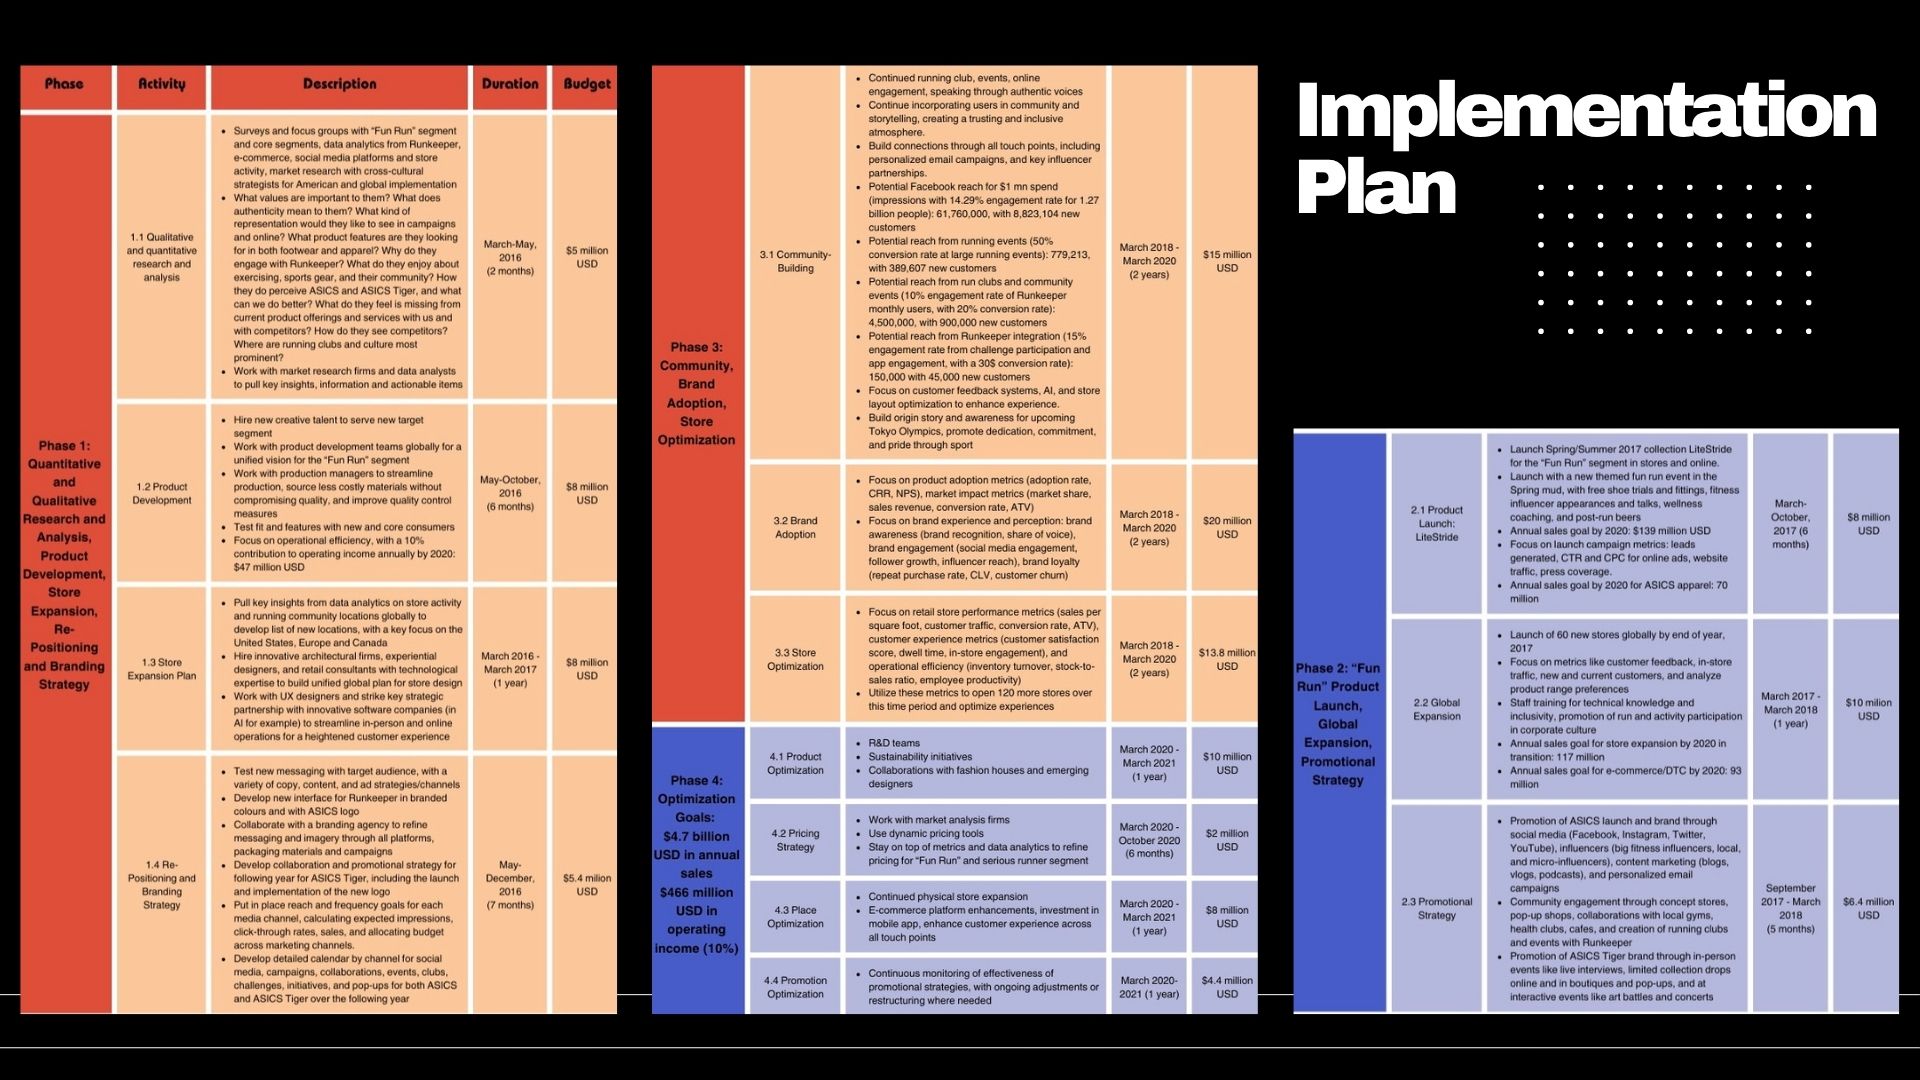 Implementation
Plan
Phase
Activity
Description
Duration
Budget
Phase 1:
Quantitative
and
Qualitative
Research and
Analysis,
Product
Development,
Store
Expansion,
Re-
Positioning
and Branding
Strategy
1.1 Qualitative
and quantitative
research and
analysis
• Surveys and focus groups with “Fun Run” segment
and core segments, data analytics from Runkeeper,
e-commerce, social media platforms and store
activity, market research with cross-cultural
strategists for American and global implementation
• What values are important to them? What does
authenticity mean to them? What kind of
representation would they like to see in campaigns
and online? What product features are they looking
for in both footwear and apparel? Why do they
engage with Runkeeper? What do they enjoy about
exercising, sports gear, and their community? How
they do perceive ASICS and ASICS Tiger, and what
can we do better? What do they feel is missing from
current product offerings and services with us and
with competitors? How do they see competitors?
Where are running clubs and culture most
prominent?
• Work with market research firms and data analysts
to pull key insights, information and actionable items
March-May,
2016
(2 months)
$5 million
USD
1.2 Product
Development
• Hire new creative talent to serve new target
segment
• Work with product development teams globally for a
unified vision for the “Fun Run” segment
• Work with production managers to streamline
production, source less costly materials without
compromising quality, and improve quality control
measures
• Test fit and features with new and core consumers
• Focus on operational efficiency, with a 10%
contribution to operating income annually by 2020:
$47 million USD
May-October,
2016
(6 months)
$8 million
USD
1.3 Store
Expansion Plan
• Pull key insights from data analytics on store activity
and running community locations globally to
develop list of new locations, with a key focus on the
United States, Europe and Canada
• Hire innovative architectural firms, experiential
designers, and retail consultants with technological
expertise to build unified global plan for store design
• Work with UX designers and strike key strategic
partnership with innovative software companies (in
AI for example) to streamline in-person and online
operations for a heightened customer experience
March 2016 -
March 2017
(1 year)
$8 million
USD
1.4 Re-
Positioning and
Branding
Strategy
• Test new messaging with target audience, with a
variety of copy, content, and ad strategies/channels
• Develop new interface for Runkeeper in branded
colours and with ASICS logo
• Collaborate with a branding agency to refine
messaging and imagery through all platforms,
packaging materials and campaigns
• Develop collaboration and promotional strategy for
following year for ASICS Tiger, including the launch
and implementation of the new logo
• Put in place reach and frequency goals for each
media channel, calculating expected impressions,
click-through rates, sales, and allocating budget
across marketing channels.
• Develop detailed calendar by channel for social
media, campaigns, collaborations, events, clubs,
challenges, initiatives, and pop-ups for both ASICS
and ASICS Tiger over the following year
May-
December,
2016
(7 months)
$5.4 milion
USD
Phase 3:
Community,
Brand
Adoption,
Store
Optimization
3.1 Community-
Building
• Continued running club, events, online
engagement, speaking through authentic voices
• Continue incorporating users in community and
storytelling, creating a trusting and inclusive
atmosphere.
• Build connections through all touch points, including
personalized email campaigns, and key influencer
partnerships.
• Potential Facebook reach for $1 mn spend
(impressions with 14.29% engagement rate for 1.27
billion people): 61,760,000, with 8,823,104 new
customers
• Potential reach from running events (50%
conversion rate at large running events): 779,213,
with 389,607 new customers
• Potential reach from run clubs and community
events (10% engagement rate of Runkeeper
monthly users, with 20% conversion rate):
4,500,000, with 900,000 new customers
• Potential reach from Runkeeper integration (15%
engagement rate from challenge participation and
app engagement, with a 30$ conversion rate):
150,000 with 45,000 new customers
• Focus on customer feedback systems, AI, and store
layout optimization to enhance experience.
• Build origin story and awareness for upcoming
Tokyo Olympics, promote dedication, commitment,
and pride through sport
March 2018 -
March 2020
(2 years)
$15 million
USD
3.2 Brand
Adoption
• Focus on product adoption metrics (adoption rate,
CRR, NPS), market impact metrics (market share,
sales revenue, conversion rate, ATV)
• Focus on brand experience and perception: brand
awareness (brand recognition, share of voice),
brand engagement (social media engagement,
follower growth, influencer reach), brand loyalty
(repeat purchase rate, CLV, customer churn)
March 2018 -
March 2020
(2 years)
$20 million
USD
3.3 Store
Optimization
• Focus on retail store performance metrics (sales per
square foot, customer traffic, conversion rate, ATV),
customer experience metrics (customer satisfaction
score, dwell time, in-store engagement), and
operational efficiency (inventory turnover, stock-to-
sales ratio, employee productivity)
• Utilize these metrics to open 120 more stores over
this time period and optimize experiences
March 2018 -
March 2020
(2 years)
$13.8 million
USD
Phase 4:
Optimization
Goals:
$4.7 billion
USD in annual
sales
$466 million
USD in
operating
income (10%)
4.1 Product
Optimization
• R&D teams
• Sustainability initiatives
• Collaborations with fashion houses and emerging
designers
March 2020 -
March 2021
(1 year)
$10 million
USD
4.2 Pricing
Strategy
• Work with market analysis firms
• Use dynamic pricing tools
• Stay on top of metrics and data analytics to refine
pricing for “Fun Run” and serious runner segment
March 2020 -
October 2020
(6 months)
$2 million
USD
4.3 Place
Optimization
• Continued physical store expansion
• E-commerce platform enhancements, investment in
mobile app, enhance customer experience across
all touch points
March 2020 -
March 2021
(1 year)
$8 million
USD
4.4 Promotion
Optimization
• Continuous monitoring of effectiveness of
promotional strategies, with ongoing adjustments or
restructuring where needed
March 2020-
2021 (1 year)
$4.4 million
USD
Phase 2: “Fun
Run” Product
Launch,
Global
Expansion,
Promotional
Strategy
2.1 Product
Launch:
LiteStride
• Launch Spring/Summer 2017 collection LiteStride
for the “Fun Run” segment in stores and online.
• Launch with a new themed fun run event in the
Spring mud, with free shoe trials and fittings, fitness
influencer appearances and talks, wellness
coaching, and post-run beers
• Annual sales goal by 2020: $139 million USD
• Focus on launch campaign metrics: leads
generated, CTR and CPC for online ads, website
traffic, press coverage.
• Annual sales goal by 2020 for ASICS apparel: 70
million
March-
October,
2017 (6
months)
$8 million
USD
2.2 Global
Expansion
• Launch of 60 new stores globally by end of year,
2017
• Focus on metrics like customer feedback, in-store
traffic, new and current customers, and analyze
product range preferences
• Staff training for technical knowledge and
inclusivity, promotion of run and activity participation
in corporate culture
• Annual sales goal for store expansion by 2020 in
transition: 117 million
• Annual sales goal for e-commerce/DTC by 2020: 93
million
March 2017 -
March 2018
(1 year)
$10 milion
USD
2.3 Promotional
Strategy
• Promotion of ASICS launch and brand through
social media (Facebook, Instagram, Twitter,
YouTube), influencers (big fitness influencers, local,
and micro-influencers), content marketing (blogs,
vlogs, podcasts), and personalized email
campaigns
• Community engagement through concept stores,
pop-up shops, collaborations with local gyms,
health clubs, cafes, and creation of running clubs
and events with Runkeeper
• Promotion of ASICS Tiger brand through in-person
events like live interviews, limited collection drops
online and in boutiques and pop-ups, and at
interactive events like art battles and concerts
September
2017 - March
2018
(5 months)
$6.4 million
USD